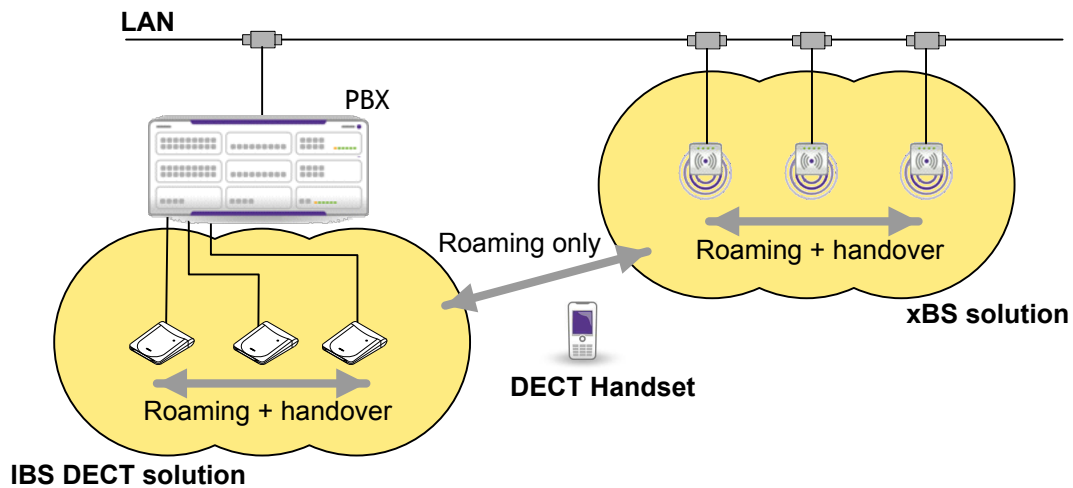 LAN
PBX
Roaming only
Roaming + handover
xBS solution
DECT Handset
Roaming + handover
IBS DECT solution